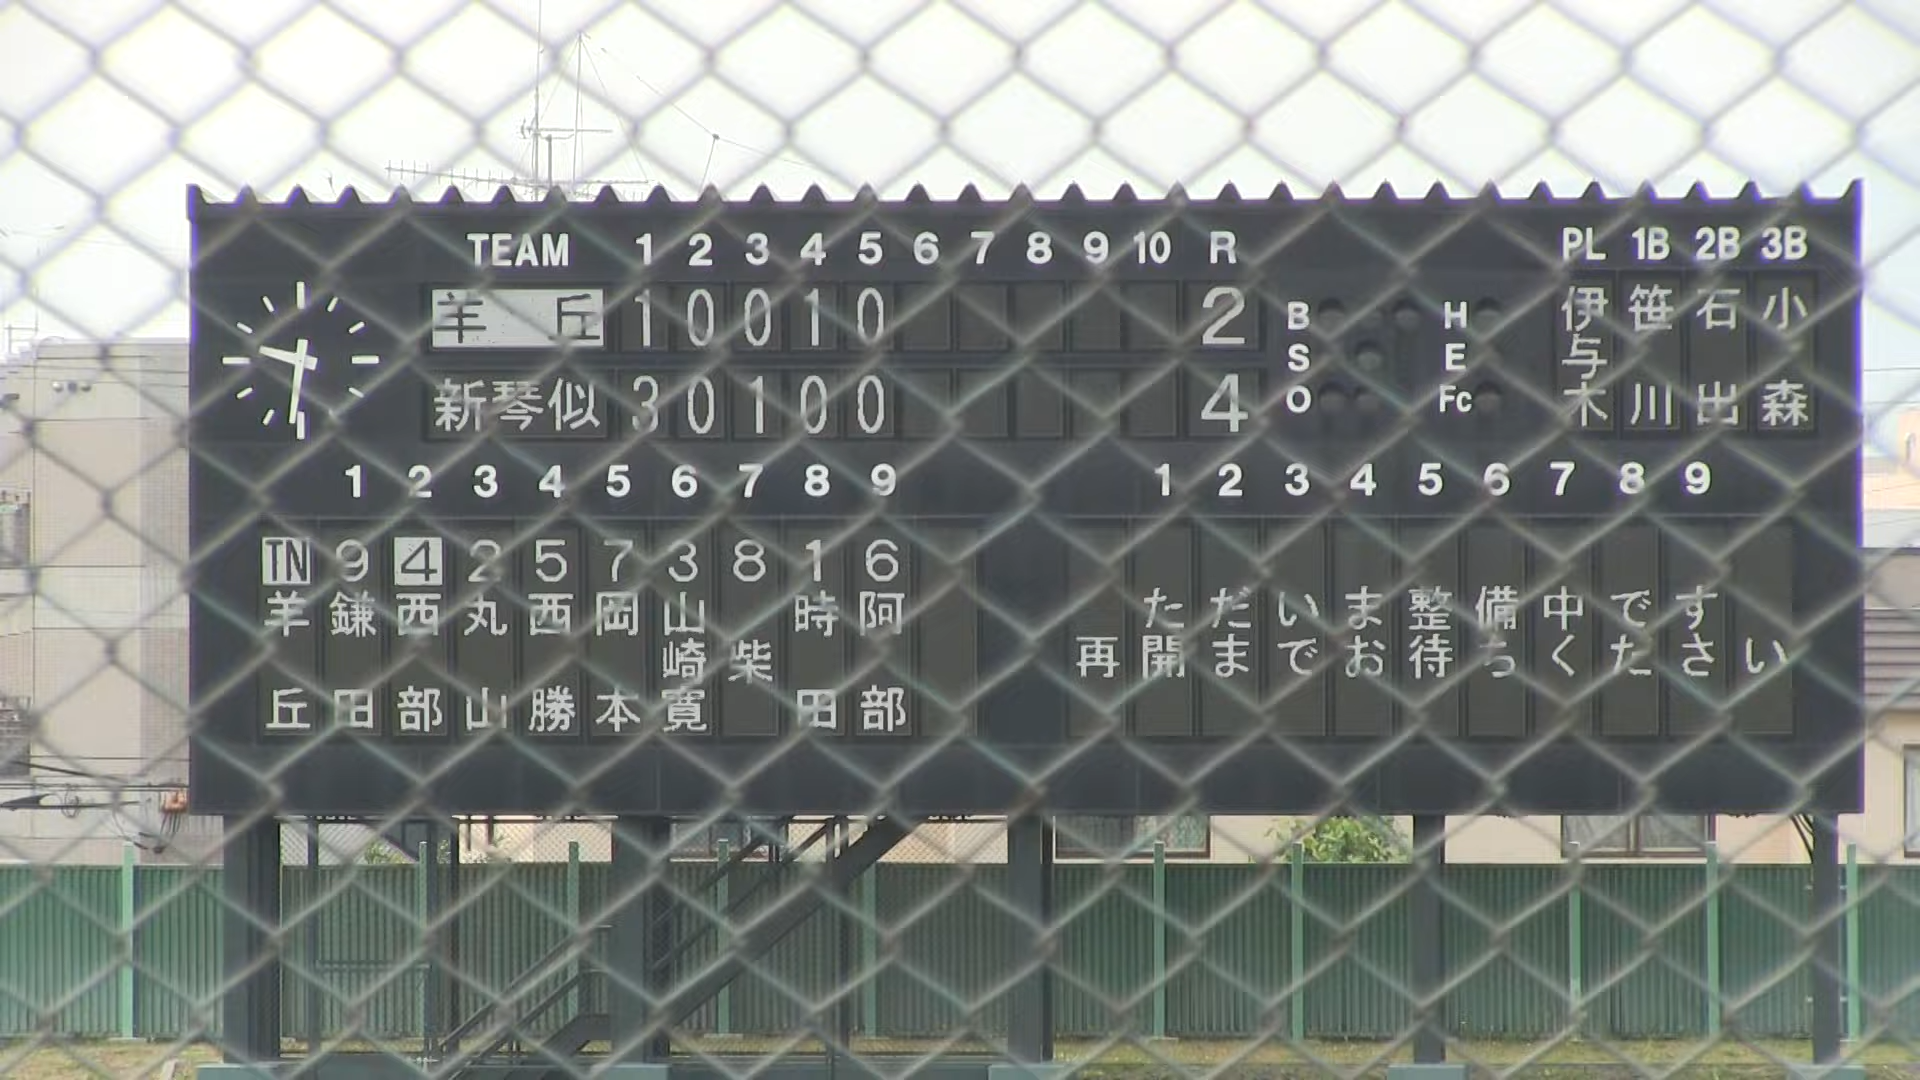 TEAM 1 2 3 4 5 6 7 8 9 10 R
羊丘 1 0 0 1 0 2
新琴似 3 0 1 0 0 4
B H
S E
O Fc
PL 1B 2B 3B
伊与木 笹川 石出 小森
1 2 3 4 5 6 7 8 9
TN 9 4 2 5 7 3 8 1 6
羊丘 鎌田 西部 丸山 西勝 岡本 山崎寛 柴 時田 阿部
1 2 3 4 5 6 7 8 9
ただいま整備中です
再開までお待ちください